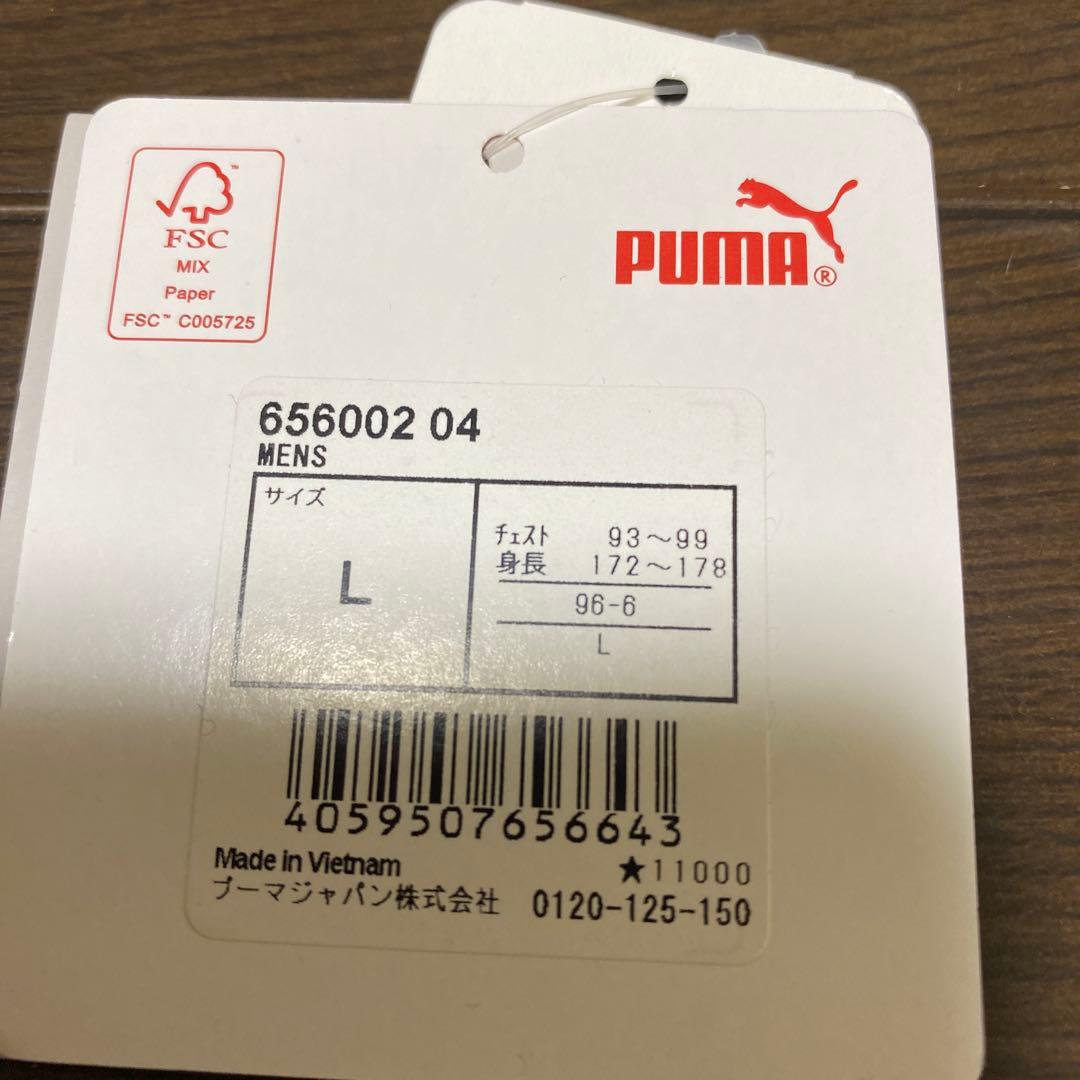 FSC™
MIX
Paper
FSC™ C005725
PUMA®
656002 04
MENS
サイズ
L
ﾁｪｽﾄ 93〜99
身長 172〜178
96-6
L
4059507656643
Made in Vietnam ★11000
プーマジャパン株式会社 0120-125-150